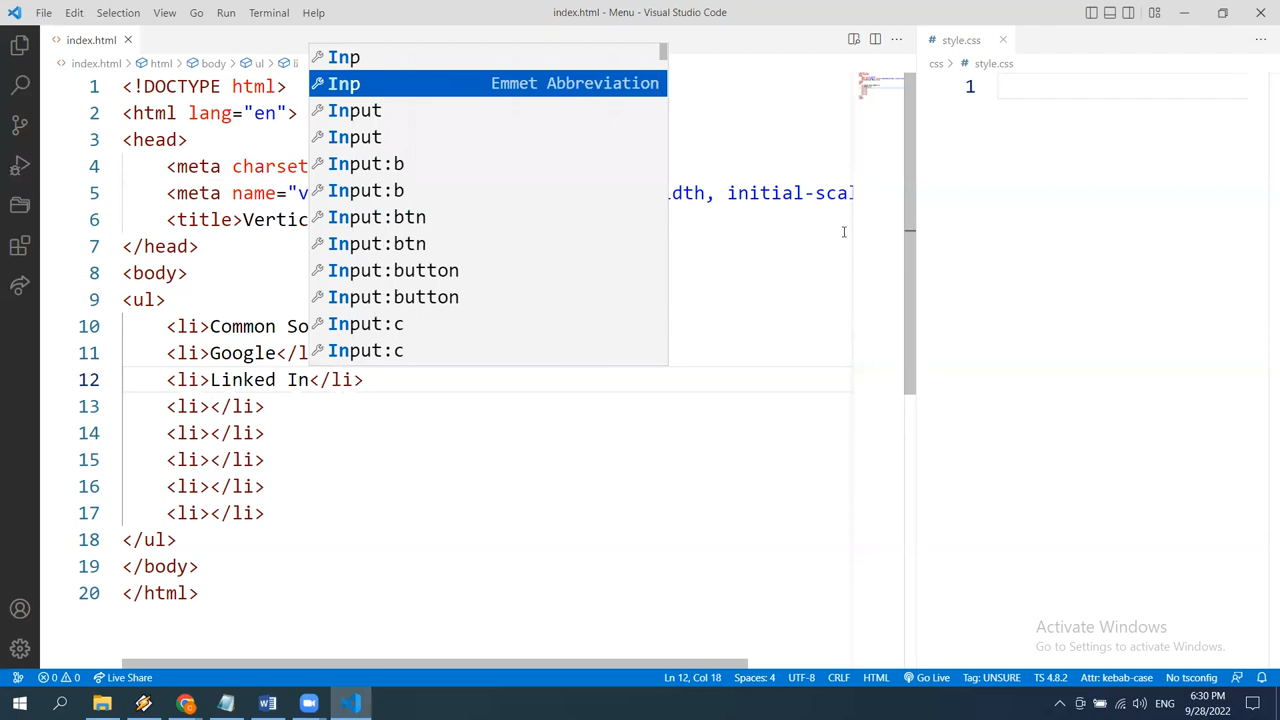 File Edit Selection View Go Run Terminal Help
index.html - Menu - Visual Studio Code
index.html
style.css
index.html > html > body > ul > li
css > style.css
1 <!DOCTYPE html>
2 <html lang="en">
3 <head>
4 <meta charset
5 <meta name="v dth, initial-scal
6 <title>Vertic
7 </head>
8 <body>
9 <ul>
10 <li>Common So
11 <li>Google</l
12 <li>Linked In</li>
13 <li></li>
14 <li></li>
15 <li></li>
16 <li></li>
17 <li></li>
18 </ul>
19 </body>
20 </html>
Inp
Inp Emmet Abbreviation
Input
Input
Input:b
Input:b
Input:btn
Input:btn
Input:button
Input:button
Input:c
Input:c
1
Activate Windows
Go to Settings to activate Windows.
0 0 Live Share
Ln 12, Col 18 Spaces: 4 UTF-8 CRLF HTML Go Live Tag: UNSURE TS 4.8.2 Attr: kebab-case No tsconfig
ENG
6:30 PM
9/28/2022